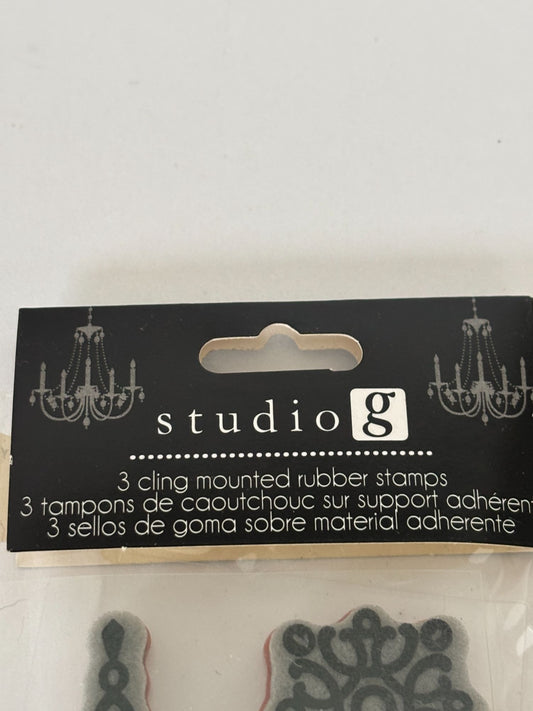 studio g
3 cling mounted rubber stamps
3 tampons de caoutchouc sur support adhérent
3 sellos de goma sobre material adherente